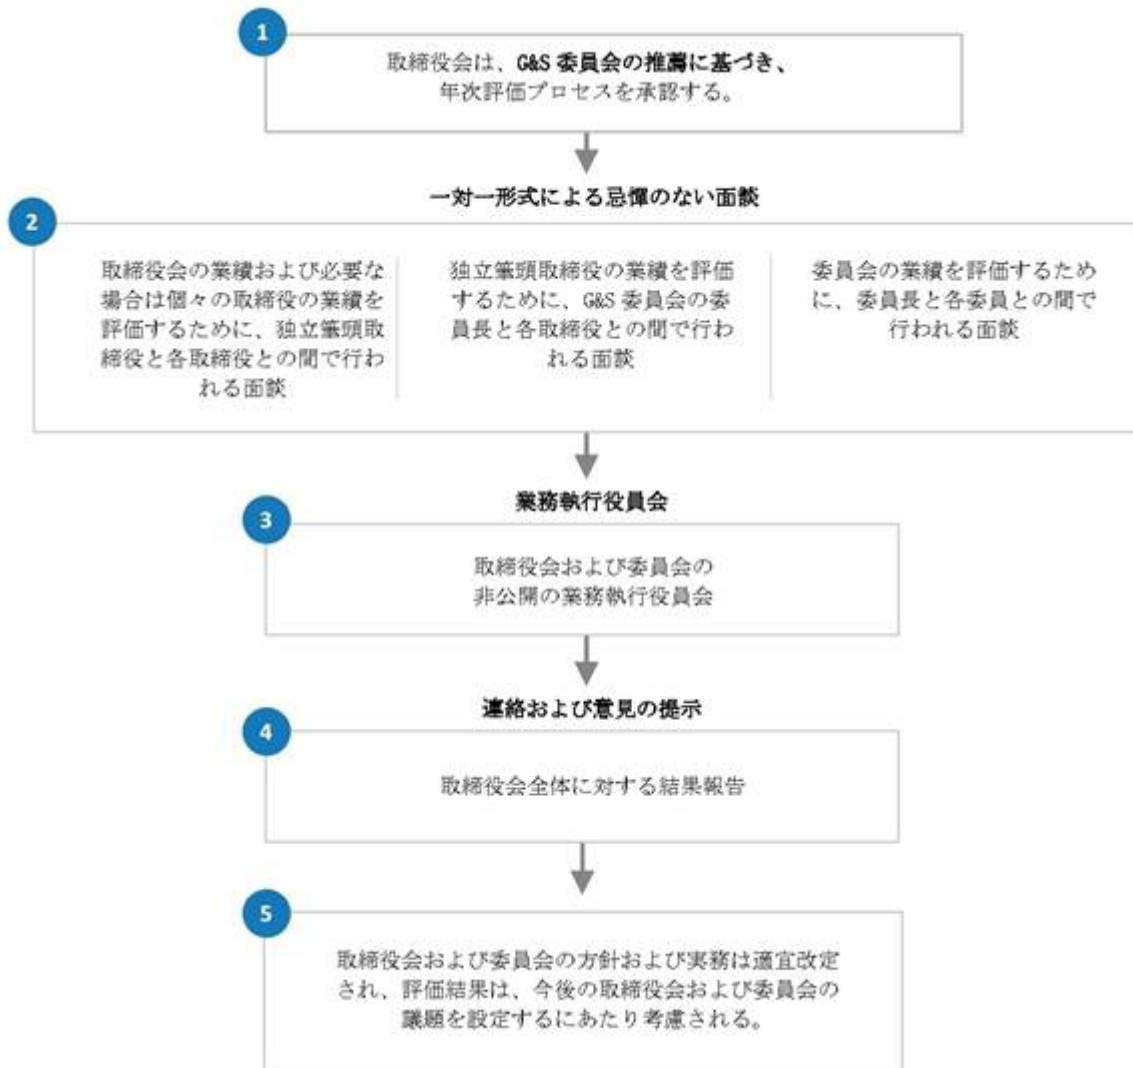 1
取締役会は、G&S 委員会の推薦に基づき、
年次評価プロセスを承認する。
一対一形式による忌憚のない面談
2
取締役会の業績および必要な
場合は個々の取締役の業績を
評価するために、独立筆頭取
締役と各取締役との間で行わ
れる面談
独立筆頭取締役の業績を評価
するために、G&S 委員会の委
員長と各取締役との間で行わ
れる面談
委員会の業績を評価するため
に、委員長と各委員との間で
行われる面談
業務執行役員会
3
取締役会および委員会の
非公開の業務執行役員会
連絡および意見の提示
4
取締役会全体に対する結果報告
5
取締役会および委員会の方針および実務は適宜改定
され、評価結果は、今後の取締役会および委員会の
議題を設定するにあたり考慮される。